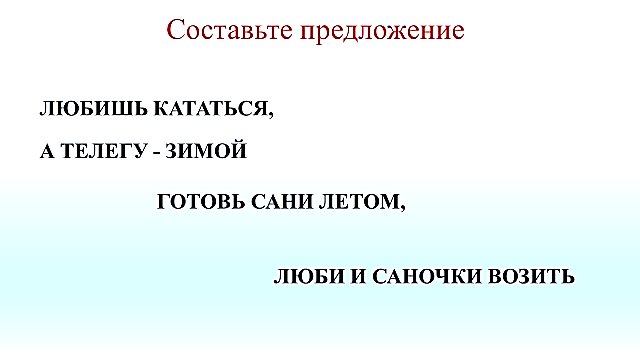 Составьте предложение
ЛЮБИШЬ КАТАТЬСЯ,
А ТЕЛЕГУ - ЗИМОЙ
ГОТОВЬ САНИ ЛЕТОМ,
ЛЮБИ И САНОЧКИ ВОЗИТЬ